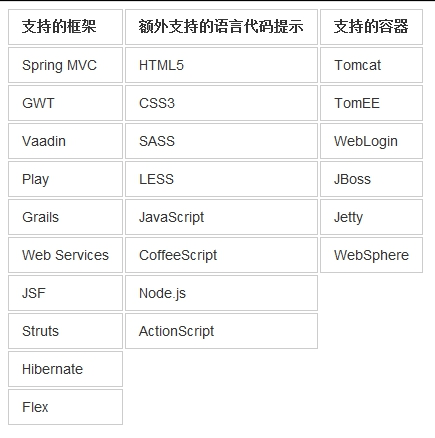 支持的框架 额外支持的语言代码提示 支持的容器
Spring MVC HTML5 Tomcat
GWT CSS3 TomEE
Vaadin SASS WebLogin
Play LESS JBoss
Grails JavaScript Jetty
Web Services CoffeeScript WebSphere
JSF Node.js
Struts ActionScript
Hibernate
Flex